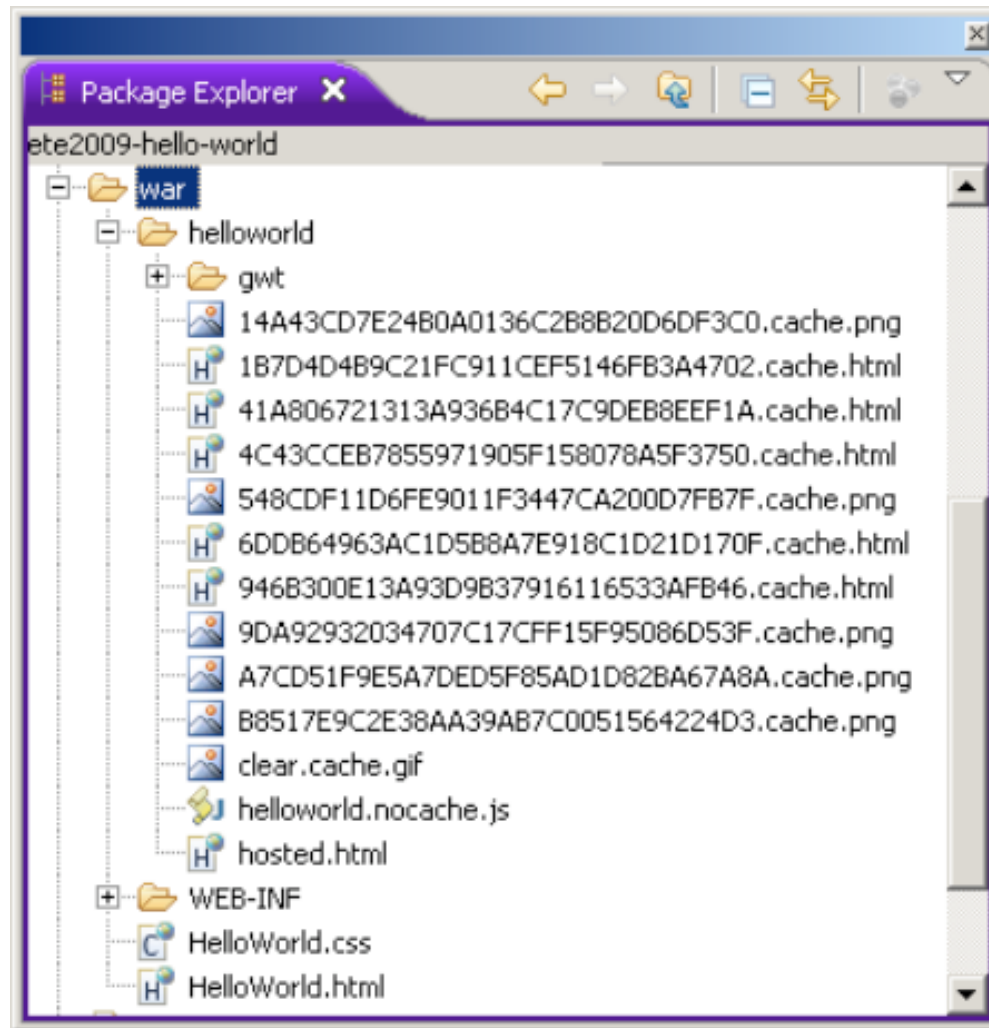 Package Explorer
ete2009-hello-world
war
helloworld
gwt
14A43CD7E24B0A0136C2B8B20D6DF3C0.cache.png
1B7D4D4B9C21FC911CEF5146FB3A4702.cache.html
41A806721313A936B4C17C9DEB8EEF1A.cache.html
4C43CCEB7855971905F158078A5F3750.cache.html
548CDF11D6FE9011F3447CA200D7FB7F.cache.png
6DDB64963AC1D5B8A7E918C1D21D170F.cache.html
946B300E13A93D9B37916116533AFB46.cache.html
9DA92932034707C17CFF15F95086D53F.cache.png
A7CD51F9E5A7DED5F85AD1D82BA67A8A.cache.png
B8517E9C2E38AA39AB7C0051564224D3.cache.png
clear.cache.gif
helloworld.nocache.js
hosted.html
WEB-INF
HelloWorld.css
HelloWorld.html